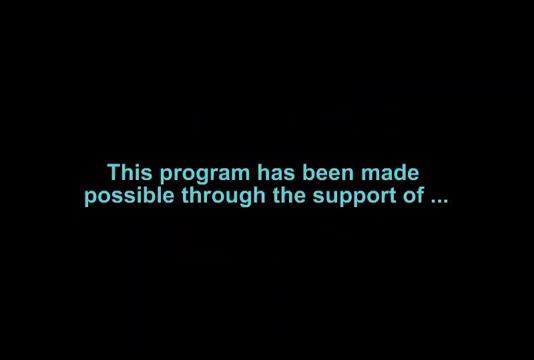 This program has been made
possible through the support of ...